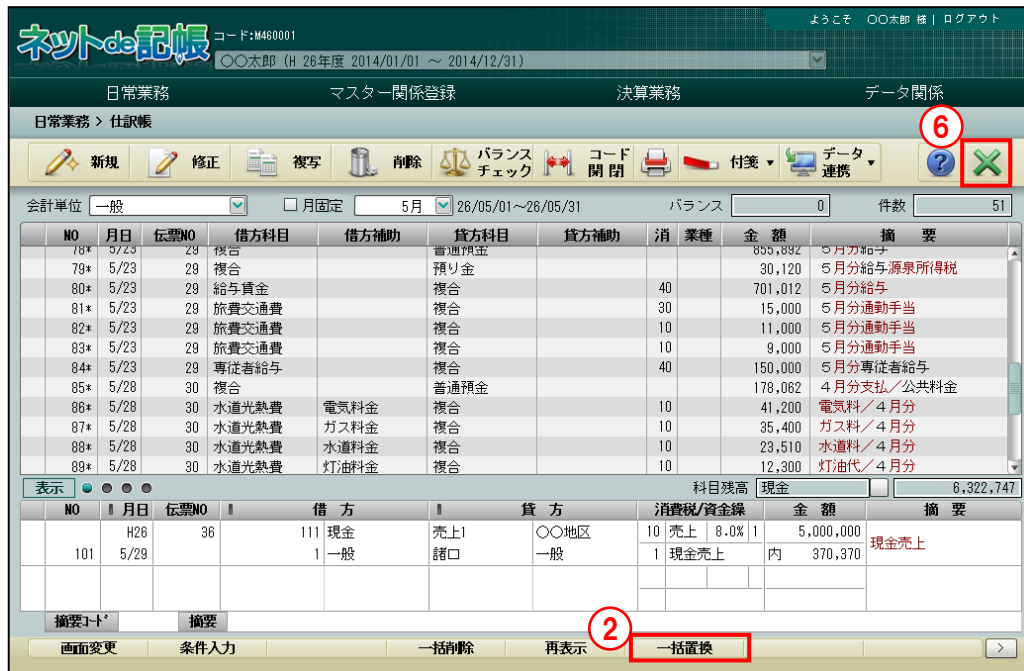 ようこそ 〇〇太郎 様 | ログアウト
ネットde記帳 コード:M460001
〇〇太郎 (H 26年度 2014/01/01 ～ 2014/12/31)
日常業務 マスター関係登録 決算業務 データ関係
日常業務 > 仕訳帳
⑥
新規 修正 複写 削除 バランスチェック コード開閉 付箋 ▼ データ連携 ▼ ?
会計単位 一般 月固定 5月 26/05/01～26/05/31 バランス 0 件数 51
NO 月日 伝票NO 借方科目 借方補助 貸方科目 貸方補助 消 業種 金 額 摘 要
78* 5/23 29 複合 普通預金 855,892 5月分給与
79* 5/23 29 複合 預り金 30,120 5月分給与源泉所得税
80* 5/23 29 給与賃金 複合 40 701,012 5月分給与
81* 5/23 29 旅費交通費 複合 30 15,000 5月分通勤手当
82* 5/23 29 旅費交通費 複合 10 11,000 5月分通勤手当
83* 5/23 29 旅費交通費 複合 10 9,000 5月分通勤手当
84* 5/23 29 専従者給与 複合 40 150,000 5月分専従者給与
85* 5/28 30 複合 普通預金 178,062 4月分支払／公共料金
86* 5/28 30 水道光熱費 電気料金 複合 10 41,200 電気料／4月分
87* 5/28 30 水道光熱費 ガス料金 複合 10 35,400 ガス料／4月分
88* 5/28 30 水道光熱費 水道料金 複合 10 23,510 水道料／4月分
89* 5/28 30 水道光熱費 灯油料金 複合 10 12,300 灯油代／4月分
表示 科目残高 現金 6,322,747
NO 月日 伝票NO 借 方 貸 方 消費税/資金繰 金 額 摘 要
H26 36 111 現金 売上1 〇〇地区 10 売上 8.0% 1 5,000,000 現金売上
101 5/29 1 一般 諸口 一般 1 現金売上 内 370,370
摘要コード 摘要
②
画面変更 条件入力 一括削除 再表示 一括置換 >